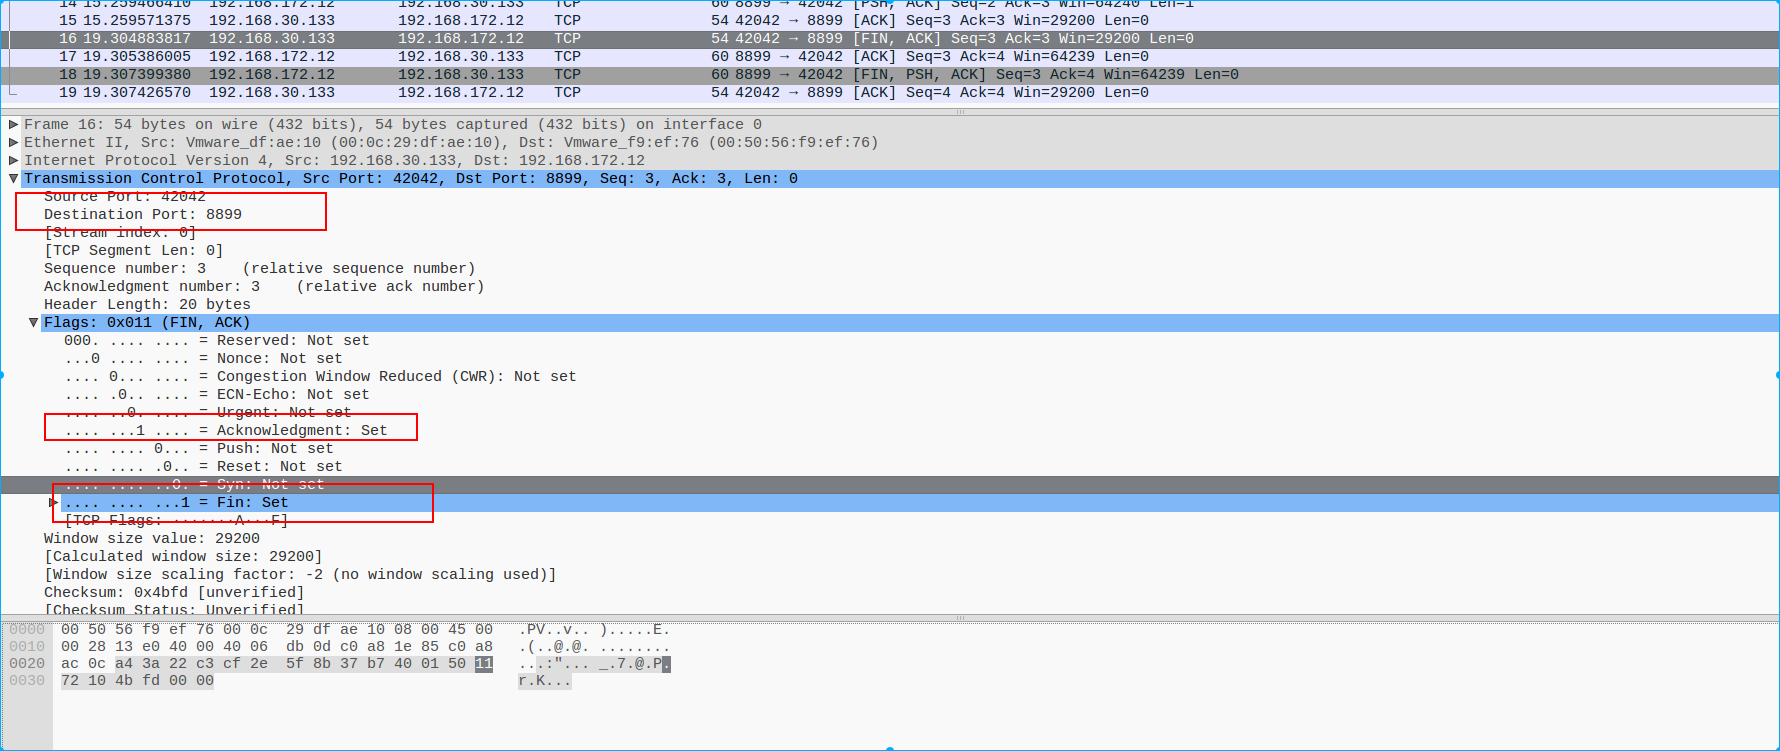 14 15.259466410 192.168.172.12 192.168.30.133 TCP 60 8899 → 42042 [PSH, ACK] Seq=2 Ack=3 Win=64240 Len=1
15 15.259571375 192.168.30.133 192.168.172.12 TCP 54 42042 → 8899 [ACK] Seq=3 Ack=3 Win=29200 Len=0
16 19.304883817 192.168.30.133 192.168.172.12 TCP 54 42042 → 8899 [FIN, ACK] Seq=3 Ack=3 Win=29200 Len=0
17 19.305386005 192.168.172.12 192.168.30.133 TCP 60 8899 → 42042 [ACK] Seq=3 Ack=4 Win=64239 Len=0
18 19.307399380 192.168.172.12 192.168.30.133 TCP 60 8899 → 42042 [FIN, PSH, ACK] Seq=3 Ack=4 Win=64239 Len=0
19 19.307426570 192.168.30.133 192.168.172.12 TCP 54 42042 → 8899 [ACK] Seq=4 Ack=4 Win=29200 Len=0
Frame 16: 54 bytes on wire (432 bits), 54 bytes captured (432 bits) on interface 0
Ethernet II, Src: Vmware_df:ae:10 (00:0c:29:df:ae:10), Dst: Vmware_f9:ef:76 (00:50:56:f9:ef:76)
Internet Protocol Version 4, Src: 192.168.30.133, Dst: 192.168.172.12
Transmission Control Protocol, Src Port: 42042, Dst Port: 8899, Seq: 3, Ack: 3, Len: 0
Source Port: 42042
Destination Port: 8899
[Stream index: 0]
[TCP Segment Len: 0]
Sequence number: 3    (relative sequence number)
Acknowledgment number: 3    (relative ack number)
Header Length: 20 bytes
Flags: 0x011 (FIN, ACK)
000. .... .... = Reserved: Not set
...0 .... .... = Nonce: Not set
.... 0... .... = Congestion Window Reduced (CWR): Not set
.... .0.. .... = ECN-Echo: Not set
.... ..0. .... = Urgent: Not set
.... ...1 .... = Acknowledgment: Set
.... .... 0... = Push: Not set
.... .... .0.. = Reset: Not set
.... .... ..0. = Syn: Not set
.... .... ...1 = Fin: Set
[TCP Flags: ·······A···F]
Window size value: 29200
[Calculated window size: 29200]
[Window size scaling factor: -2 (no window scaling used)]
Checksum: 0x4bfd [unverified]
[Checksum Status: Unverified]
0000 00 50 56 f9 ef 76 00 0c 29 df ae 10 08 00 45 00 .PV..v.. ).....E.
0010 00 28 13 e0 40 00 40 06 db 0d c0 a8 1e 85 c0 a8 .(..@.@. ........
0020 ac 0c a4 3a 22 c3 cf 2e 5f 8b 37 b7 40 01 50 11 ...:"... _.7.@.P.
0030 72 10 4b fd 00 00 r.K...